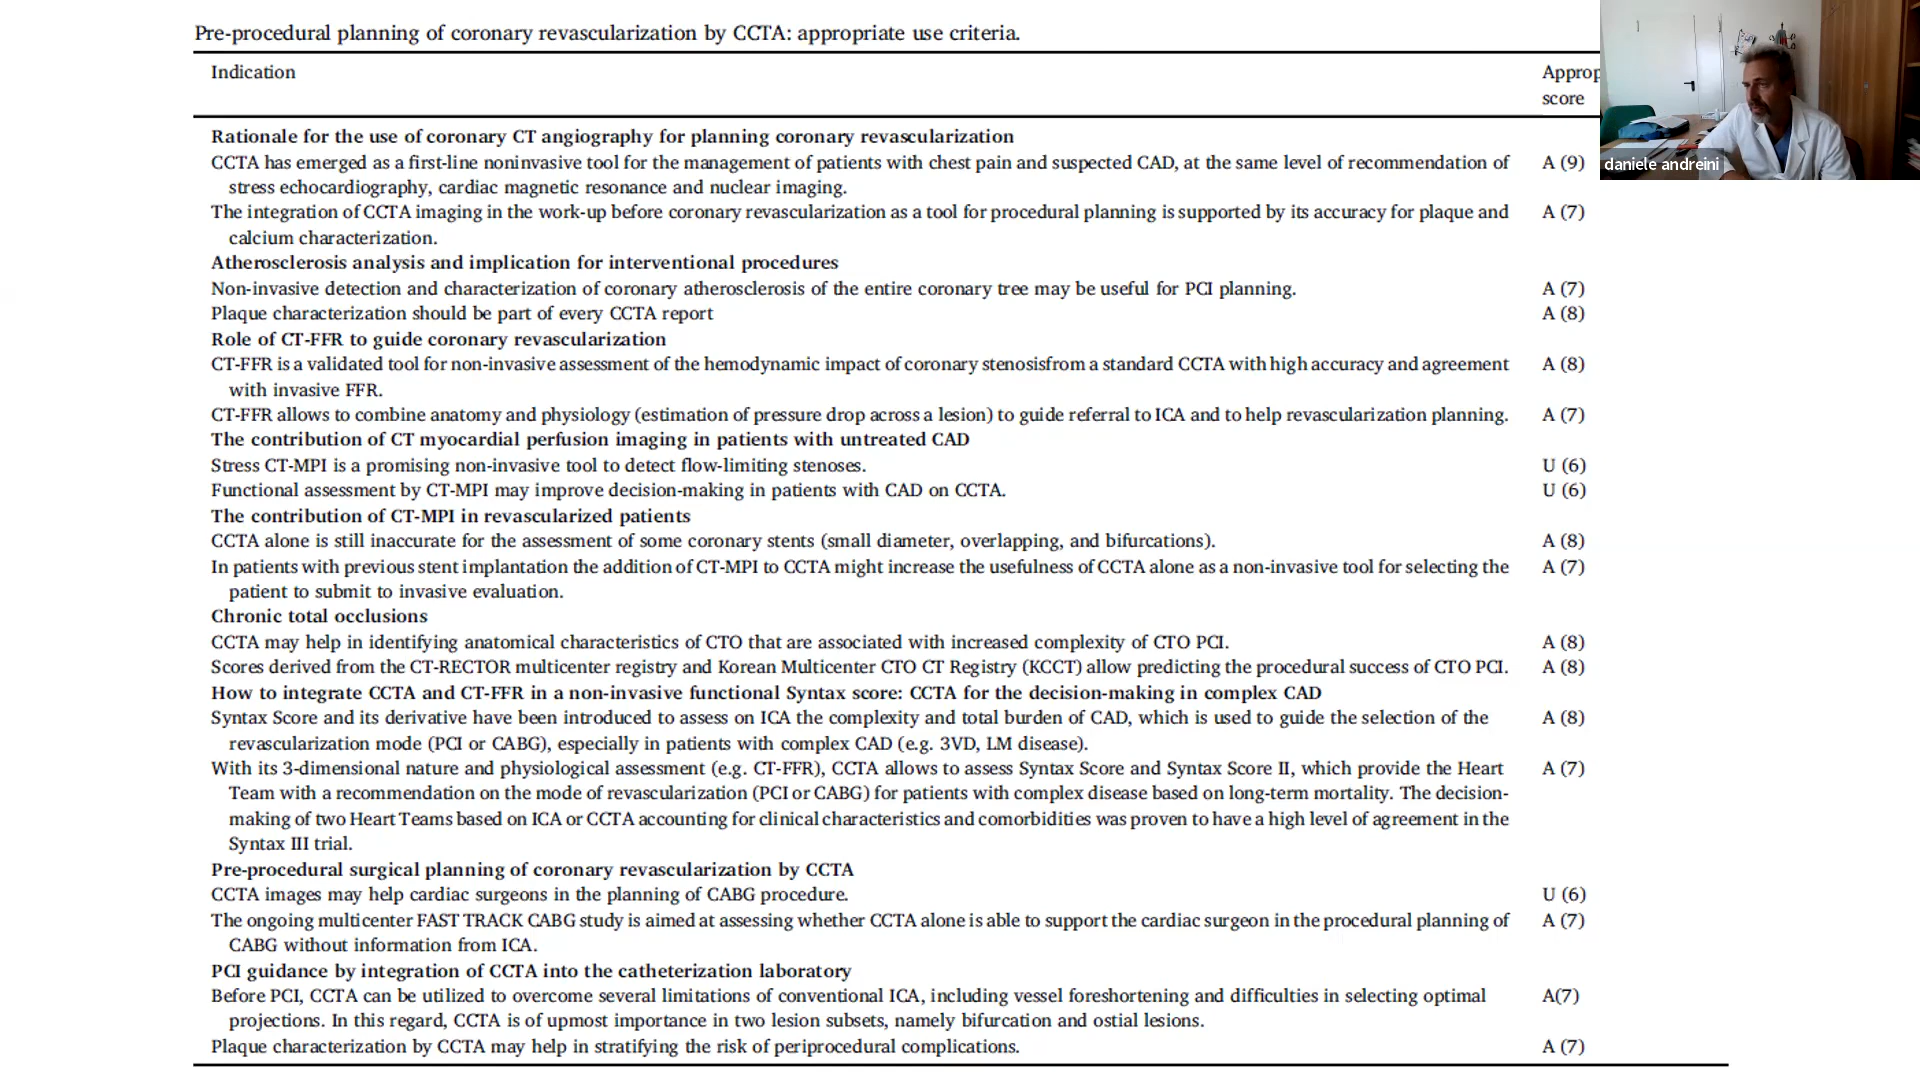 Pre-procedural planning of coronary revascularization by CCTA: appropriate use criteria.
Indication
Approp
score
Rationale for the use of coronary CT angiography for planning coronary revascularization
CCTA has emerged as a first-line noninvasive tool for the management of patients with chest pain and suspected CAD, at the same level of recommendation of A (9)
stress echocardiography, cardiac magnetic resonance and nuclear imaging.
The integration of CCTA imaging in the work-up before coronary revascularization as a tool for procedural planning is supported by its accuracy for plaque and A (7)
calcium characterization.
Atherosclerosis analysis and implication for interventional procedures
Non-invasive detection and characterization of coronary atherosclerosis of the entire coronary tree may be useful for PCI planning. A (7)
Plaque characterization should be part of every CCTA report A (8)
Role of CT-FFR to guide coronary revascularization
CT-FFR is a validated tool for non-invasive assessment of the hemodynamic impact of coronary stenosisfrom a standard CCTA with high accuracy and agreement A (8)
with invasive FFR.
CT-FFR allows to combine anatomy and physiology (estimation of pressure drop across a lesion) to guide referral to ICA and to help revascularization planning. A (7)
The contribution of CT myocardial perfusion imaging in patients with untreated CAD
Stress CT-MPI is a promising non-invasive tool to detect flow-limiting stenoses. U (6)
Functional assessment by CT-MPI may improve decision-making in patients with CAD on CCTA. U (6)
The contribution of CT-MPI in revascularized patients
CCTA alone is still inaccurate for the assessment of some coronary stents (small diameter, overlapping, and bifurcations). A (8)
In patients with previous stent implantation the addition of CT-MPI to CCTA might increase the usefulness of CCTA alone as a non-invasive tool for selecting the A (7)
patient to submit to invasive evaluation.
Chronic total occlusions
CCTA may help in identifying anatomical characteristics of CTO that are associated with increased complexity of CTO PCI. A (8)
Scores derived from the CT-RECTOR multicenter registry and Korean Multicenter CTO CT Registry (KCCT) allow predicting the procedural success of CTO PCI. A (8)
How to integrate CCTA and CT-FFR in a non-invasive functional Syntax score: CCTA for the decision-making in complex CAD
Syntax Score and its derivative have been introduced to assess on ICA the complexity and total burden of CAD, which is used to guide the selection of the A (8)
revascularization mode (PCI or CABG), especially in patients with complex CAD (e.g. 3VD, LM disease).
With its 3-dimensional nature and physiological assessment (e.g. CT-FFR), CCTA allows to assess Syntax Score and Syntax Score II, which provide the Heart A (7)
Team with a recommendation on the mode of revascularization (PCI or CABG) for patients with complex disease based on long-term mortality. The decision-
making of two Heart Teams based on ICA or CCTA accounting for clinical characteristics and comorbidities was proven to have a high level of agreement in the
Syntax III trial.
Pre-procedural surgical planning of coronary revascularization by CCTA
CCTA images may help cardiac surgeons in the planning of CABG procedure. U (6)
The ongoing multicenter FAST TRACK CABG study is aimed at assessing whether CCTA alone is able to support the cardiac surgeon in the procedural planning of A (7)
CABG without information from ICA.
PCI guidance by integration of CCTA into the catheterization laboratory
Before PCI, CCTA can be utilized to overcome several limitations of conventional ICA, including vessel foreshortening and difficulties in selecting optimal A(7)
projections. In this regard, CCTA is of upmost importance in two lesion subsets, namely bifurcation and ostial lesions.
Plaque characterization by CCTA may help in stratifying the risk of periprocedural complications. A (7)
daniele andreini